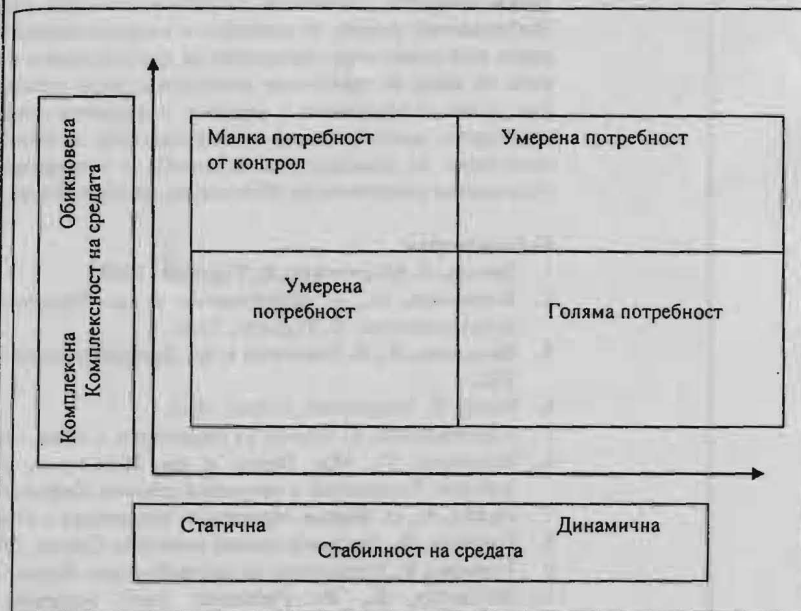 Обикновена
Комплексна
Комплексност на средата
Малка потребност
от контрол
Умерена потребност
Умерена
потребност
Голяма потребност
Статична
Динамична
Стабилност на средата